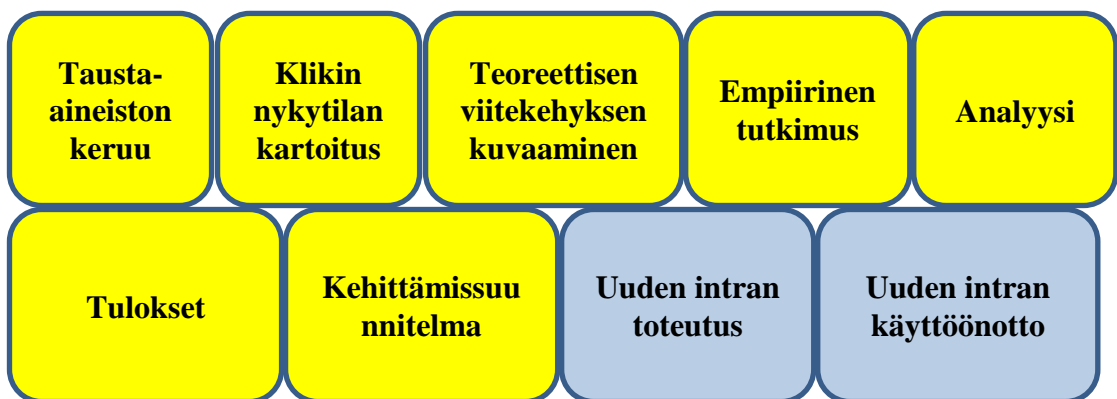 Tausta-
aineiston
keruu
Klikin
nykytilan
kartoitus
Teoreettisen
viitekehyksen
kuvaaminen
Empiirinen
tutkimus
Analyysi
Tulokset
Kehittämissuu
nnitelma
Uuden intran
toteutus
Uuden intran
käyttöönotto